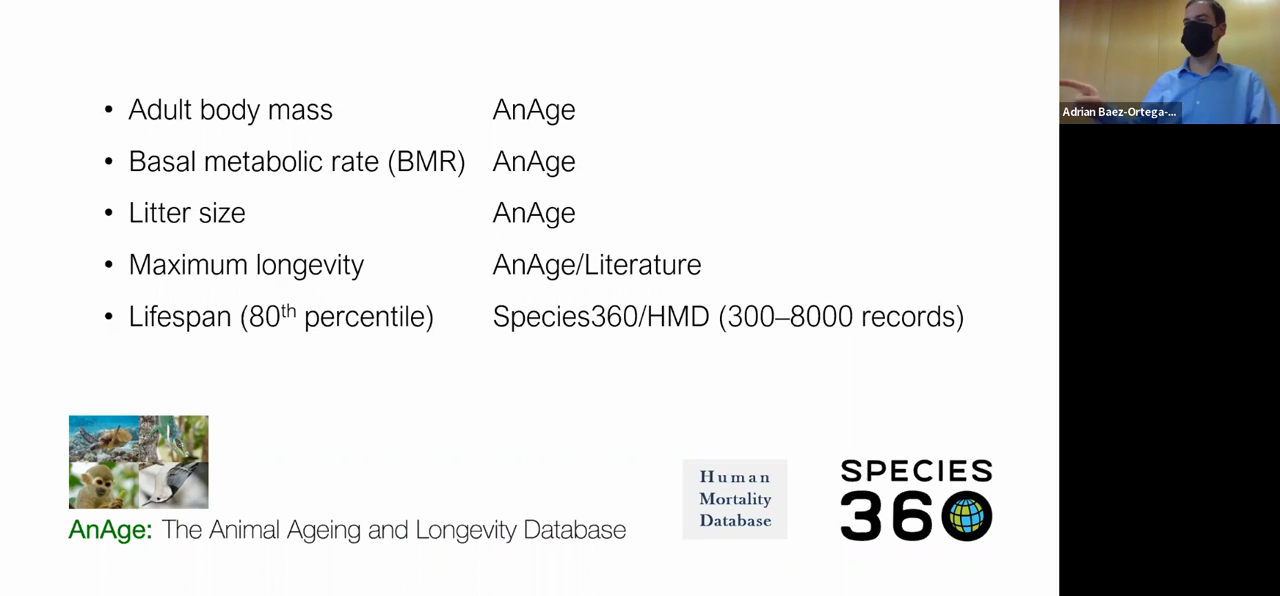 • Adult body mass AnAge
• Basal metabolic rate (BMR) AnAge
• Litter size AnAge
• Maximum longevity AnAge/Literature
• Lifespan (80th percentile) Species360/HMD (300–8000 records)
AnAge: The Animal Ageing and Longevity Database
Human
Mortality
Database
SPECIES
360
Adrian Baez-Ortega-...